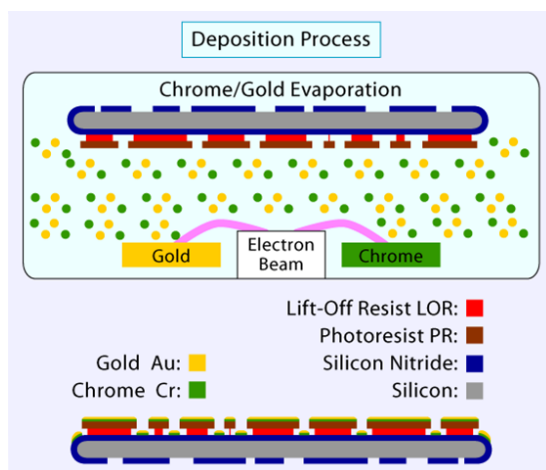 Deposition Process
Chrome/Gold Evaporation
Gold
Electron
Beam
Chrome
Lift-Off Resist LOR:
Photoresist PR:
Gold Au:
Silicon Nitride:
Chrome Cr:
Silicon: